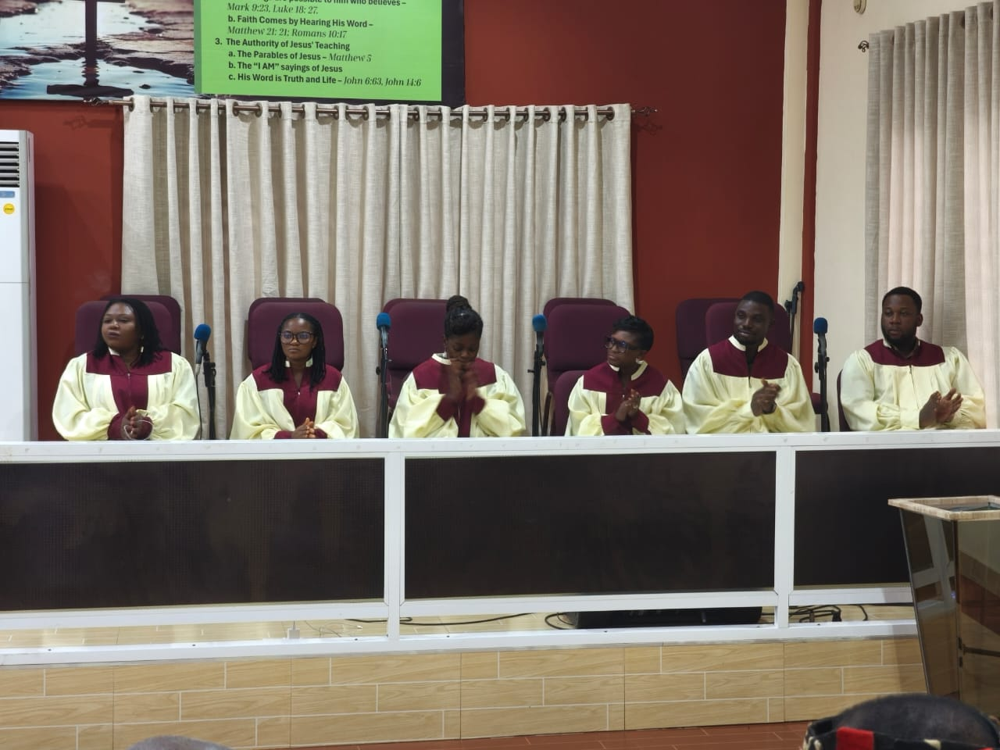 to him who believes –
Mark 9:23, Luke 18: 27.
b. Faith Comes by Hearing His Word –
Matthew 21: 21; Romans 10:17
3. The Authority of Jesus' Teaching
a. The Parables of Jesus – Matthew 5
b. The “I AM” sayings of Jesus
c. His Word is Truth and Life – John 6:63, John 14:6